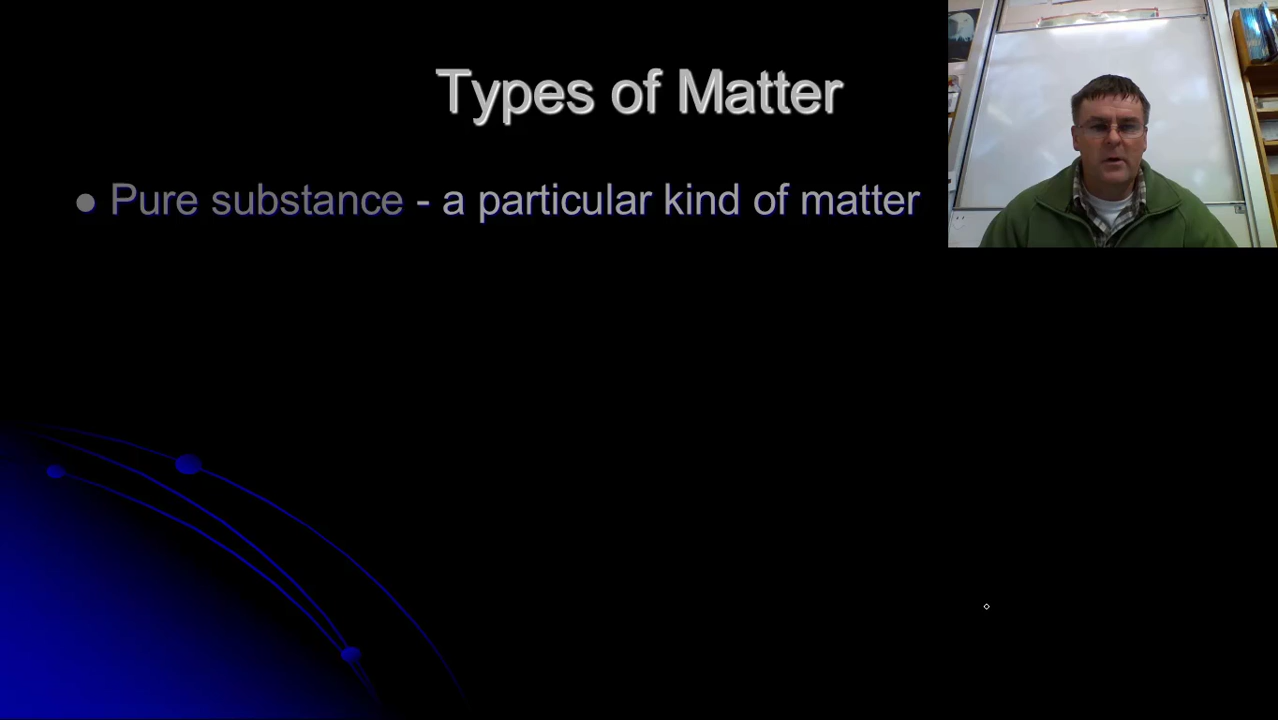 Types of Matter
● Pure substance - a particular kind of matter